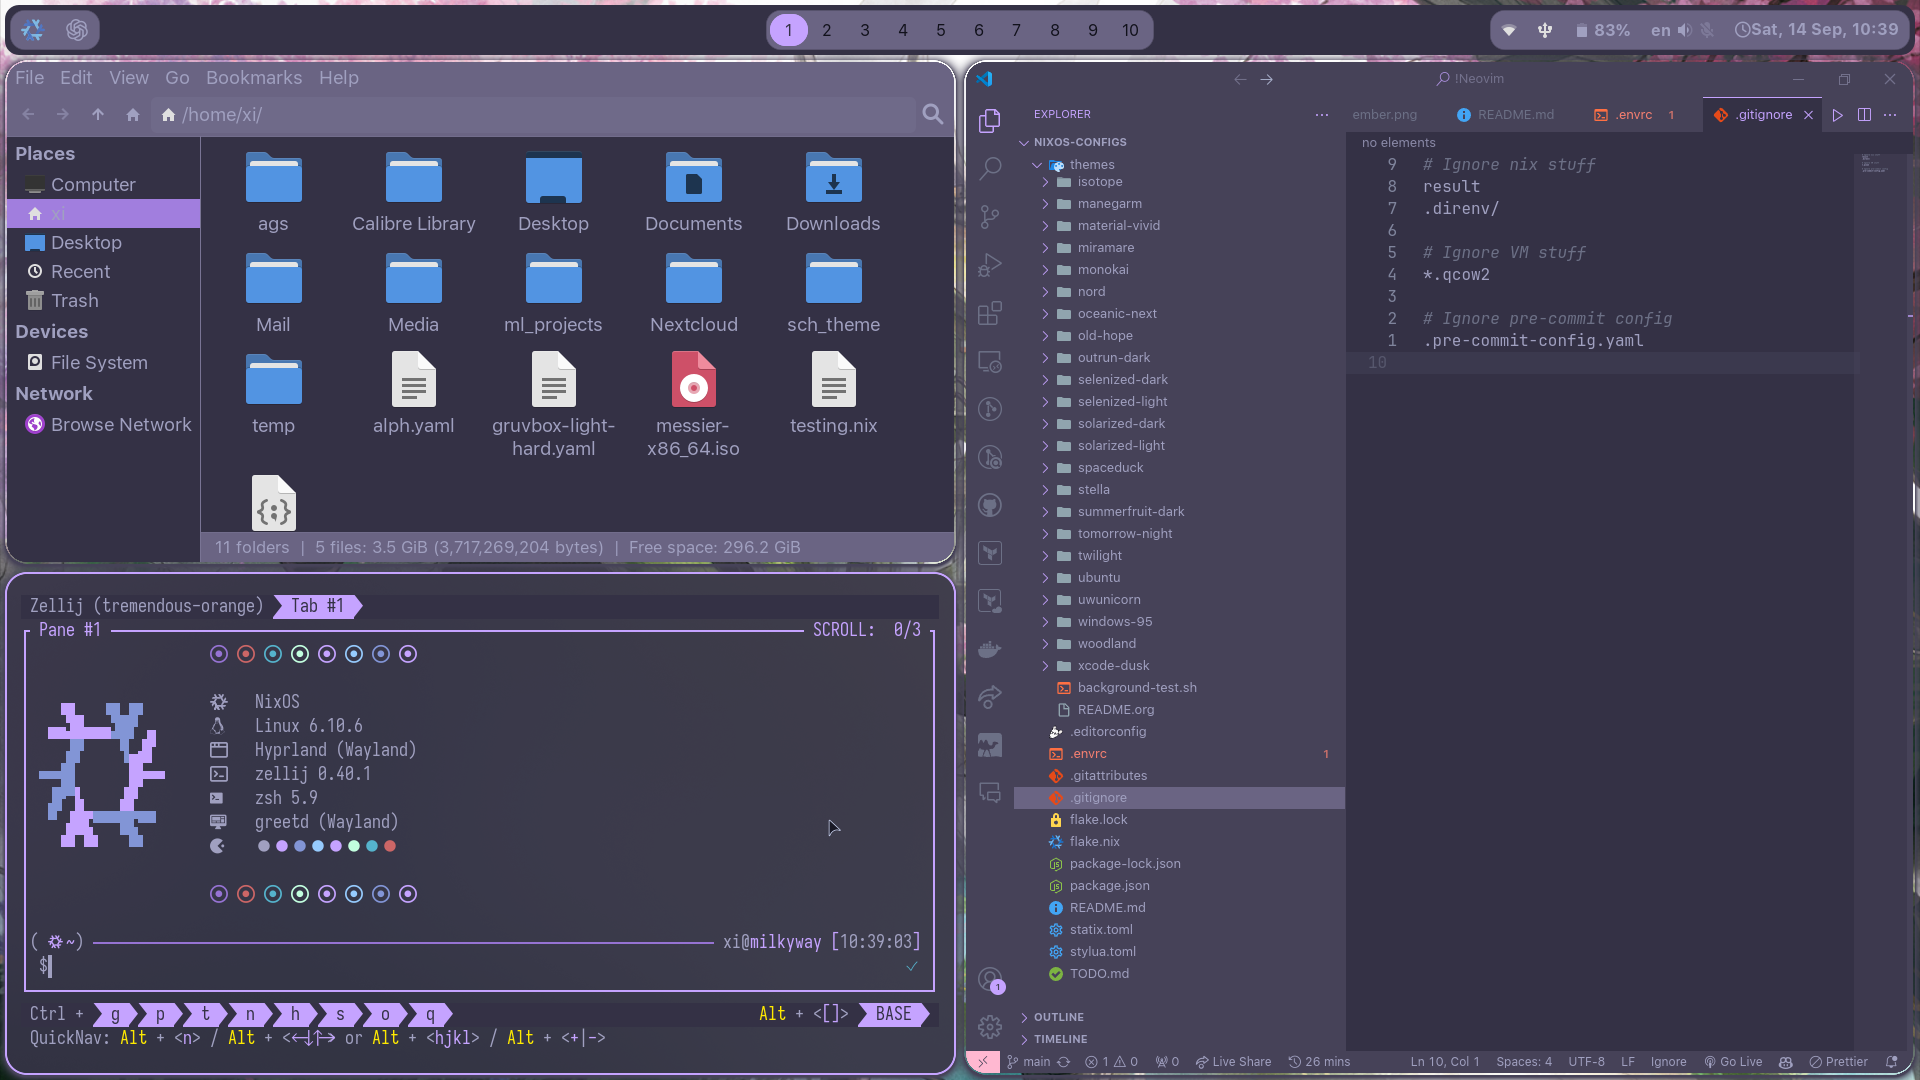 1 2 3 4 5 6 7 8 9 10
83% en Sat, 14 Sep, 10:39
File Edit View Go Bookmarks Help
/home/xi/
Places
Computer
xi
Desktop
Recent
Trash
Devices
File System
Network
Browse Network
ags Calibre Library Desktop Documents Downloads
Mail Media ml_projects Nextcloud sch_theme
temp alph.yaml gruvbox-light-hard.yaml messier-x86_64.iso testing.nix
11 folders | 5 files: 3.5 GiB (3,717,269,204 bytes) | Free space: 296.2 GiB
Zellij (tremendous-orange) Tab #1
Pane #1 SCROLL: 0/3
NixOS
Linux 6.10.6
Hyprland (Wayland)
zellij 0.40.1
zsh 5.9
greetd (Wayland)
( ~) xi@milkyway [10:39:03]
$ ✓
Ctrl + g p t n h s o q Alt + <[]> BASE
QuickNav: Alt + <n> / Alt + <←↓↑→> or Alt + <hjkl> / Alt + <+|->
!Neovim
EXPLORER ···
NIXOS-CONFIGS
themes
isotope
manegarm
material-vivid
miramare
monokai
nord
oceanic-next
old-hope
outrun-dark
selenized-dark
selenized-light
solarized-dark
solarized-light
spaceduck
stella
summerfruit-dark
tomorrow-night
twilight
ubuntu
uwunicorn
windows-95
woodland
xcode-dusk
background-test.sh
README.org
.editorconfig
.envrc 1
.gitattributes
.gitignore
flake.lock
flake.nix
package-lock.json
package.json
README.md
statix.toml
stylua.toml
TODO.md
OUTLINE
TIMELINE
1
ember.png README.md .envrc 1 .gitignore
no elements
9 # Ignore nix stuff
8 result
7 .direnv/
6
5 # Ignore VM stuff
4 *.qcow2
3
2 # Ignore pre-commit config
1 .pre-commit-config.yaml
10
main 1 0 0 Live Share 26 mins Ln 10, Col 1 Spaces: 4 UTF-8 LF Ignore Go Live Prettier